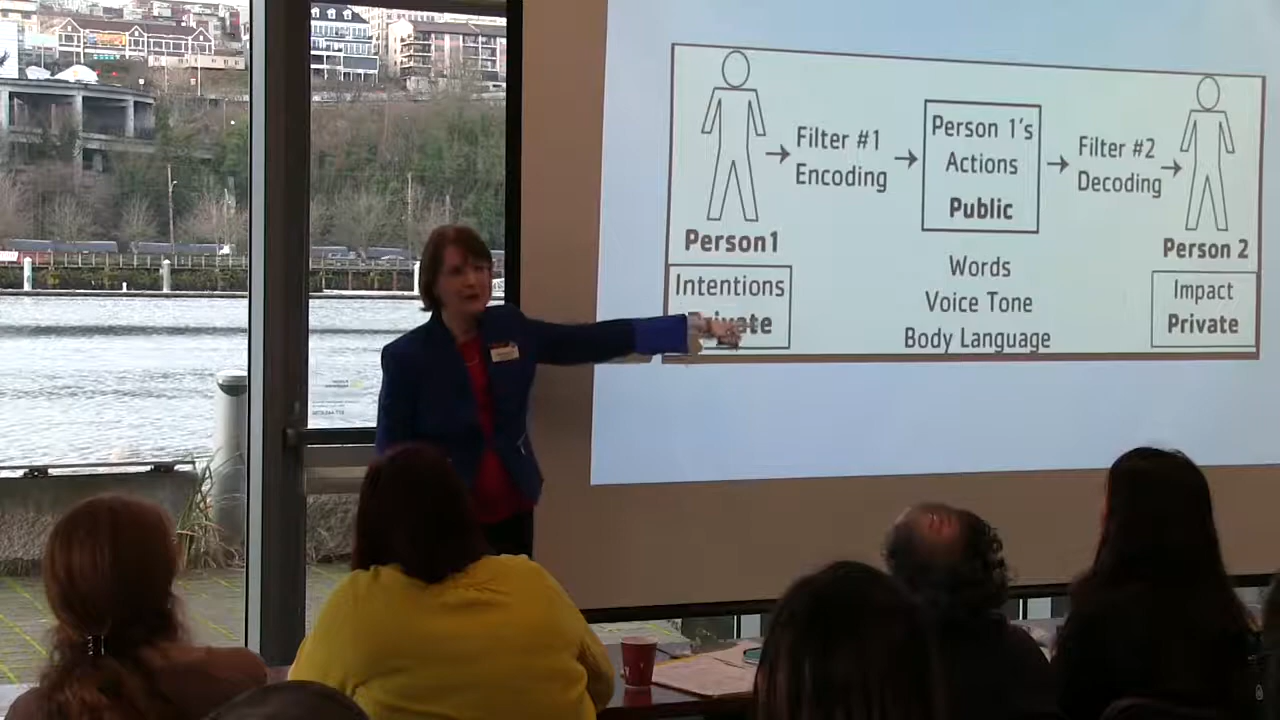 Person1
Intentions
Private
Filter #1
Encoding
Person 1's
Actions
Public
Words
Voice Tone
Body Language
Filter #2
Decoding
Person 2
Impact
Private